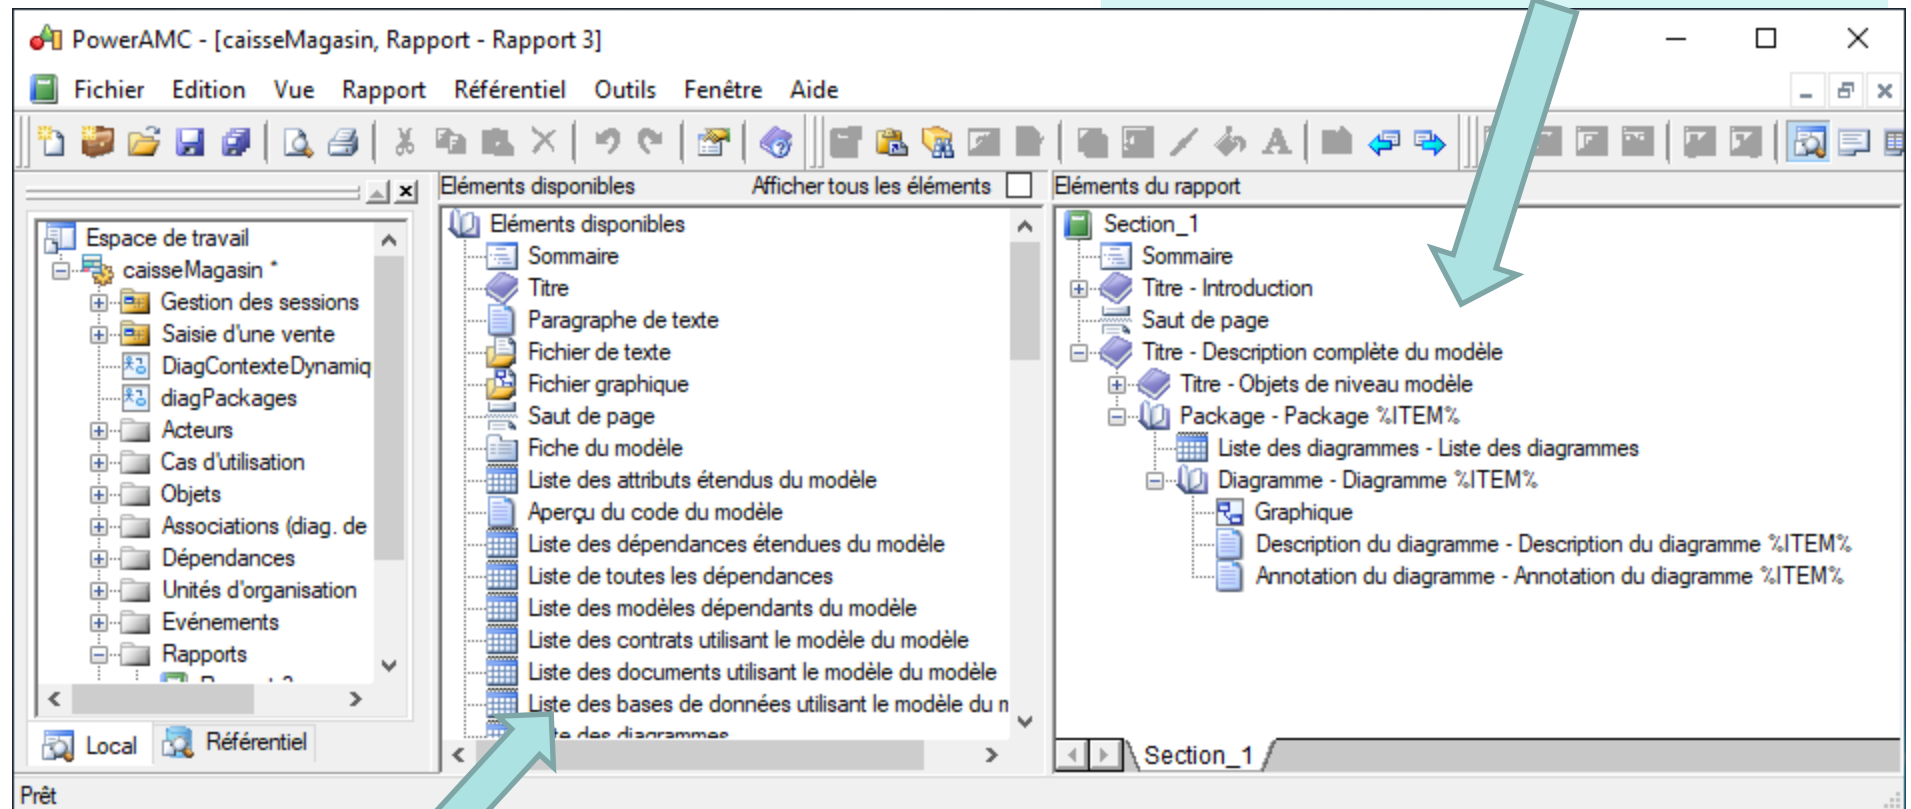 PowerAMC - [caisseMagasin, Rapport - Rapport 3]
Fichier Edition Vue Rapport Référentiel Outils Fenêtre Aide
Eléments disponibles Afficher tous les éléments
Eléments du rapport
Espace de travail
caisseMagasin *
Gestion des sessions
Saisie d'une vente
DiagContexteDynamiq
diagPackages
Acteurs
Cas d'utilisation
Objets
Associations (diag. de
Dépendances
Unités d'organisation
Evénements
Rapports
Local Référentiel
Eléments disponibles
Sommaire
Titre
Paragraphe de texte
Fichier de texte
Fichier graphique
Saut de page
Fiche du modèle
Liste des attributs étendus du modèle
Aperçu du code du modèle
Liste des dépendances étendues du modèle
Liste de toutes les dépendances
Liste des modèles dépendants du modèle
Liste des contrats utilisant le modèle du modèle
Liste des documents utilisant le modèle du modèle
Liste des bases de données utilisant le modèle du m
des diagrammes
Section_1
Sommaire
Titre - Introduction
Saut de page
Titre - Description complète du modèle
Titre - Objets de niveau modèle
Package - Package %ITEM%
Liste des diagrammes - Liste des diagrammes
Diagramme - Diagramme %ITEM%
Graphique
Description du diagramme - Description du diagramme %ITEM%
Annotation du diagramme - Annotation du diagramme %ITEM%
Section_1
Prêt